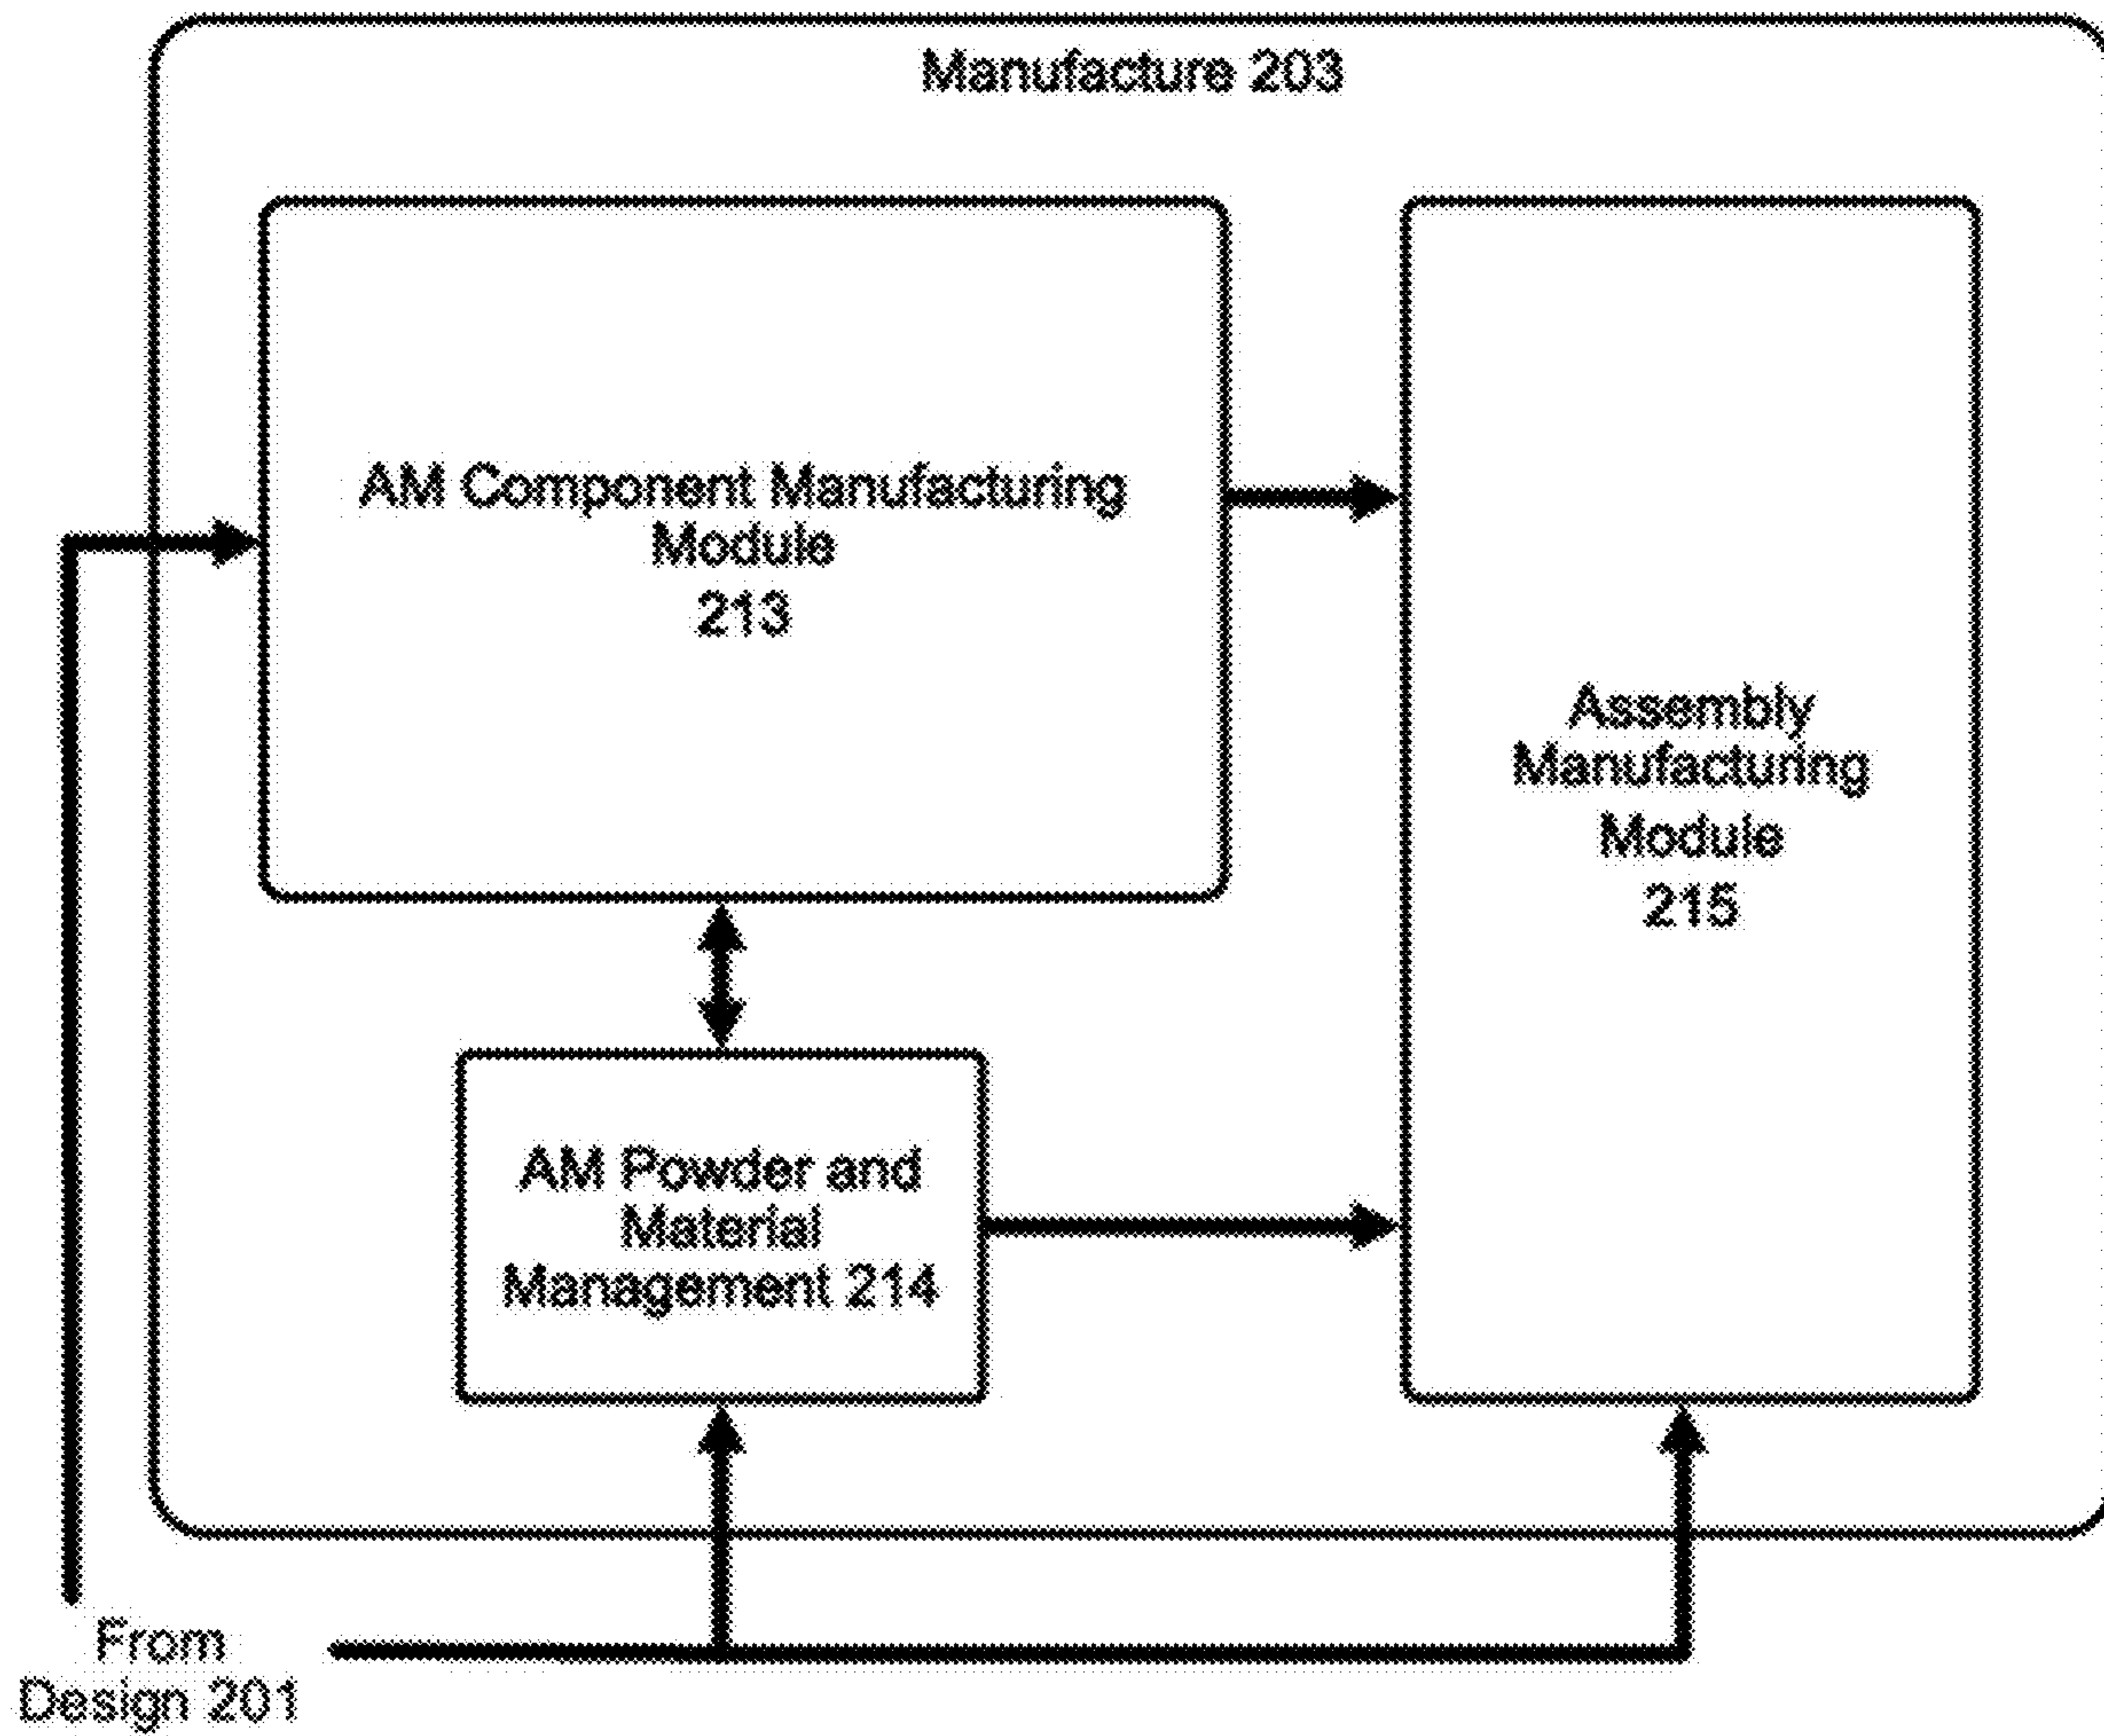 Manufacture 203
AM Component Manufacturing
Module
213
Assembly
Manufacturing
Module
215
AM Powder and
Material
Management 214
From
Design 201